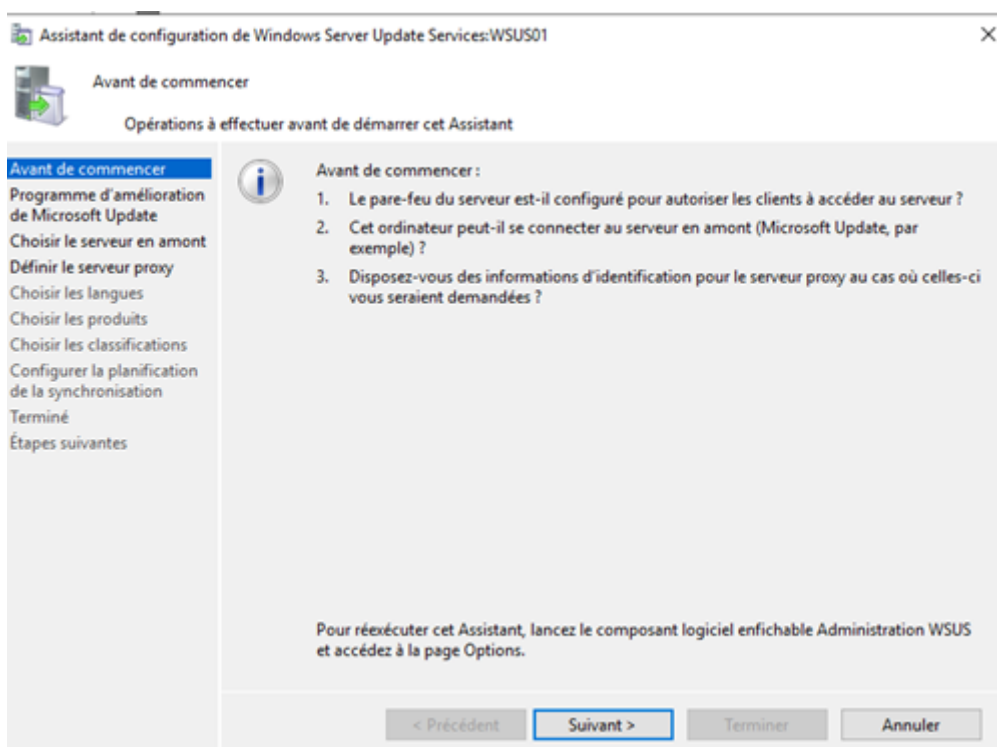 Assistant de configuration de Windows Server Update Services:WSUS01
Avant de commencer
Opérations à effectuer avant de démarrer cet Assistant
Avant de commencer
Programme d'amélioration
de Microsoft Update
Choisir le serveur en amont
Définir le serveur proxy
Choisir les langues
Choisir les produits
Choisir les classifications
Configurer la planification
de la synchronisation
Terminé
Étapes suivantes
Avant de commencer :
1. Le pare-feu du serveur est-il configuré pour autoriser les clients à accéder au serveur ?
2. Cet ordinateur peut-il se connecter au serveur en amont (Microsoft Update, par
exemple) ?
3. Disposez-vous des informations d'identification pour le serveur proxy au cas où celles-ci
vous seraient demandées ?
Pour réexécuter cet Assistant, lancez le composant logiciel enfichable Administration WSUS
et accédez à la page Options.
< Précédent
Suivant >
Terminer
Annuler